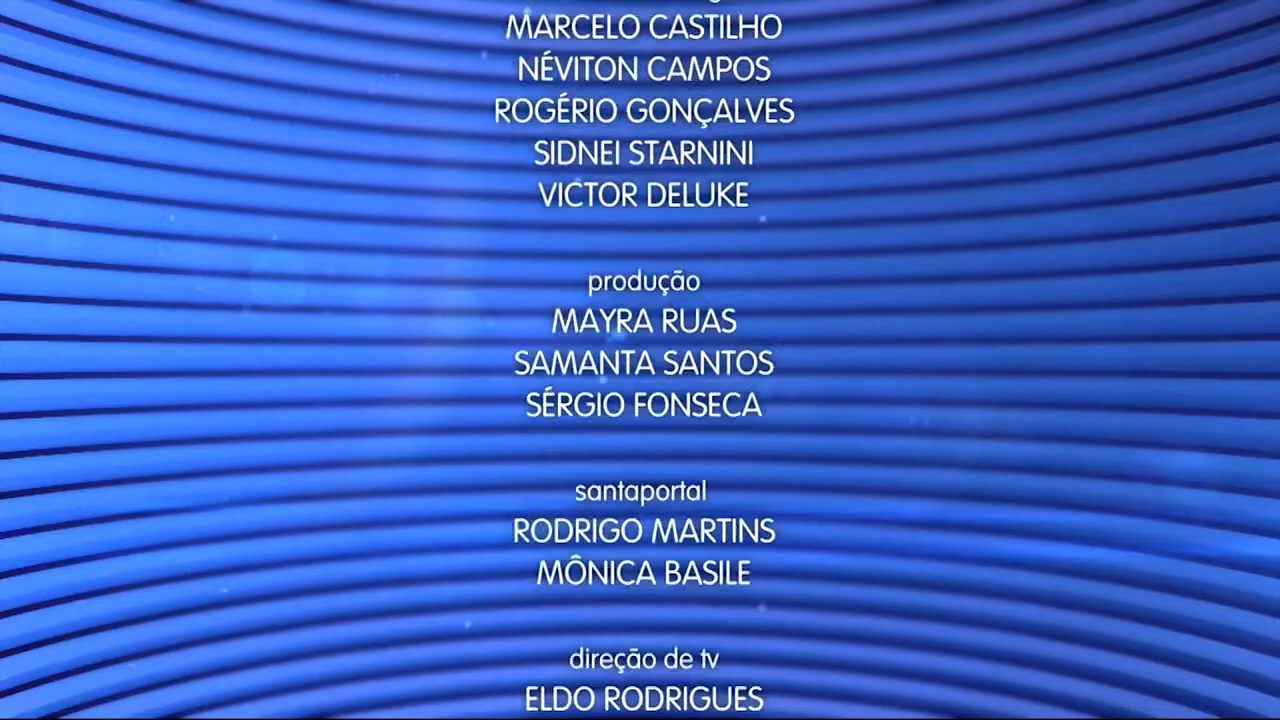 MARCELO CASTILHO
NÉVITON CAMPOS
ROGÉRIO GONÇALVES
SIDNEI STARNINI
VICTOR DELUKE
produção
MAYRA RUAS
SAMANTA SANTOS
SÉRGIO FONSECA
santaportal
RODRIGO MARTINS
MÔNICA BASILE
direção de tv
ELDO RODRIGUES